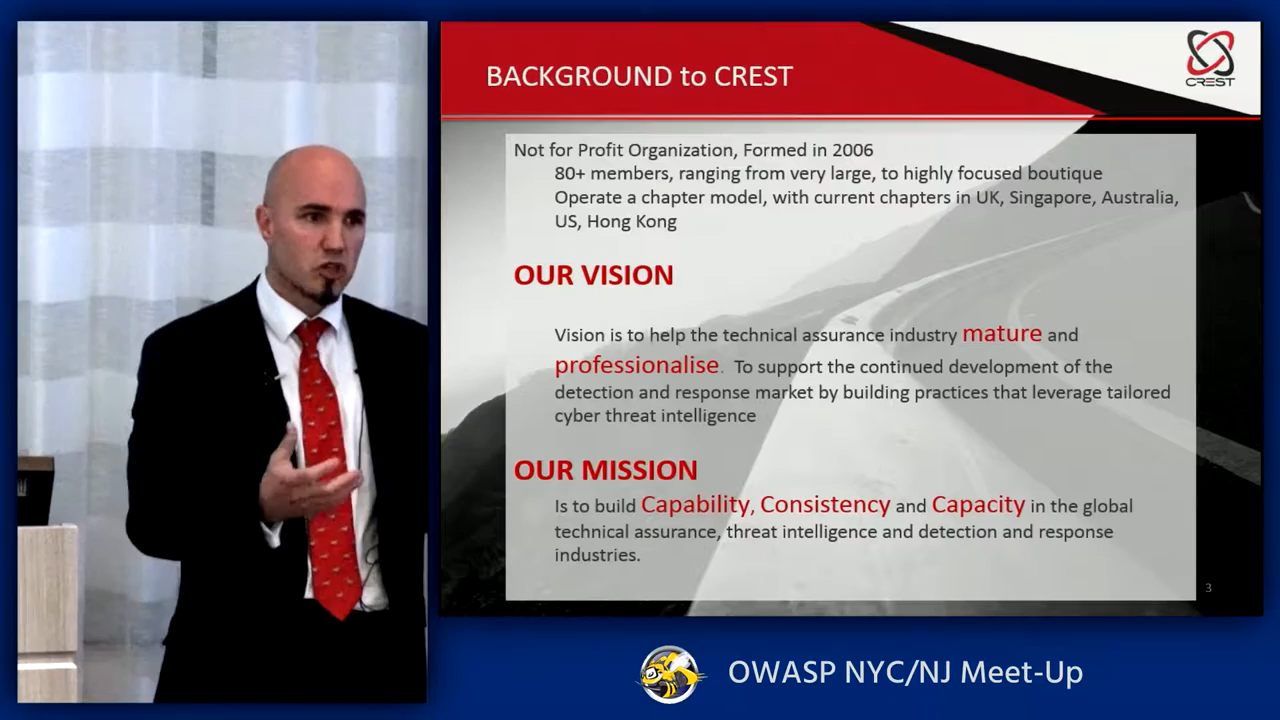 BACKGROUND to CREST
CREST
Not for Profit Organization, Formed in 2006
80+ members, ranging from very large, to highly focused boutique
Operate a chapter model, with current chapters in UK, Singapore, Australia,
US, Hong Kong
OUR VISION
Vision is to help the technical assurance industry mature and
professionalise. To support the continued development of the
detection and response market by building practices that leverage tailored
cyber threat intelligence
OUR MISSION
Is to build Capability, Consistency and Capacity in the global
technical assurance, threat intelligence and detection and response
industries.
3
OWASP NYC/NJ Meet-Up